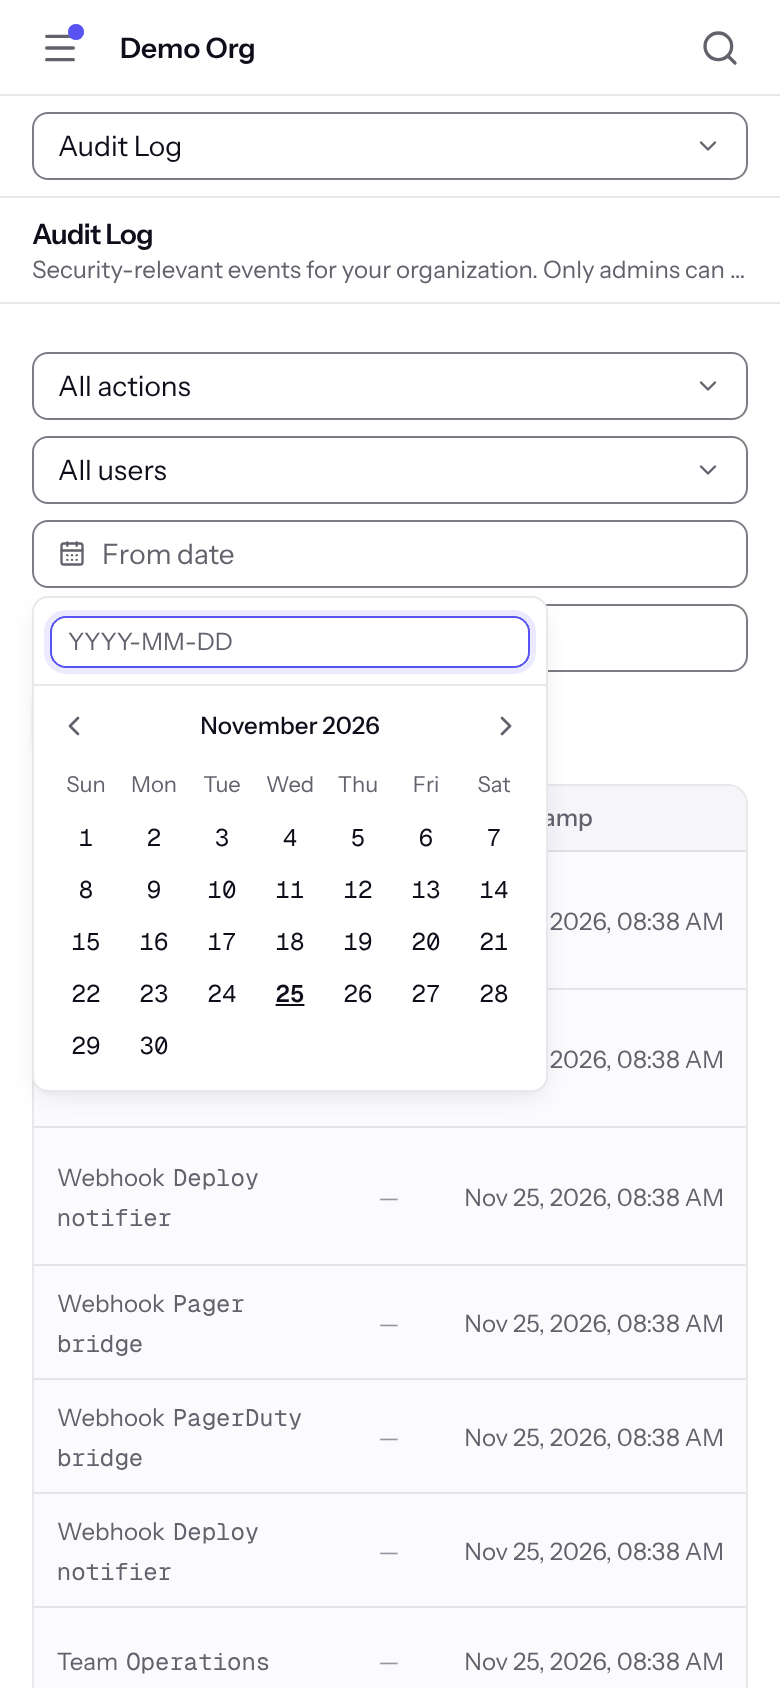 Demo Org
Audit Log
Audit Log
Security-relevant events for your organization. Only admins can ...
All actions
All users
From date
YYYY-MM-DD
November 2026
Sun Mon Tue Wed Thu Fri Sat
1 2 3 4 5 6 7
8 9 10 11 12 13 14
15 16 17 18 19 20 21
22 23 24 25 26 27 28
29 30
amp
2026, 08:38 AM
2026, 08:38 AM
Webhook Deploy
notifier
— Nov 25, 2026, 08:38 AM
Webhook Pager
bridge
— Nov 25, 2026, 08:38 AM
Webhook PagerDuty
bridge
— Nov 25, 2026, 08:38 AM
Webhook Deploy
notifier
— Nov 25, 2026, 08:38 AM
Team Operations — Nov 25, 2026, 08:38 AM